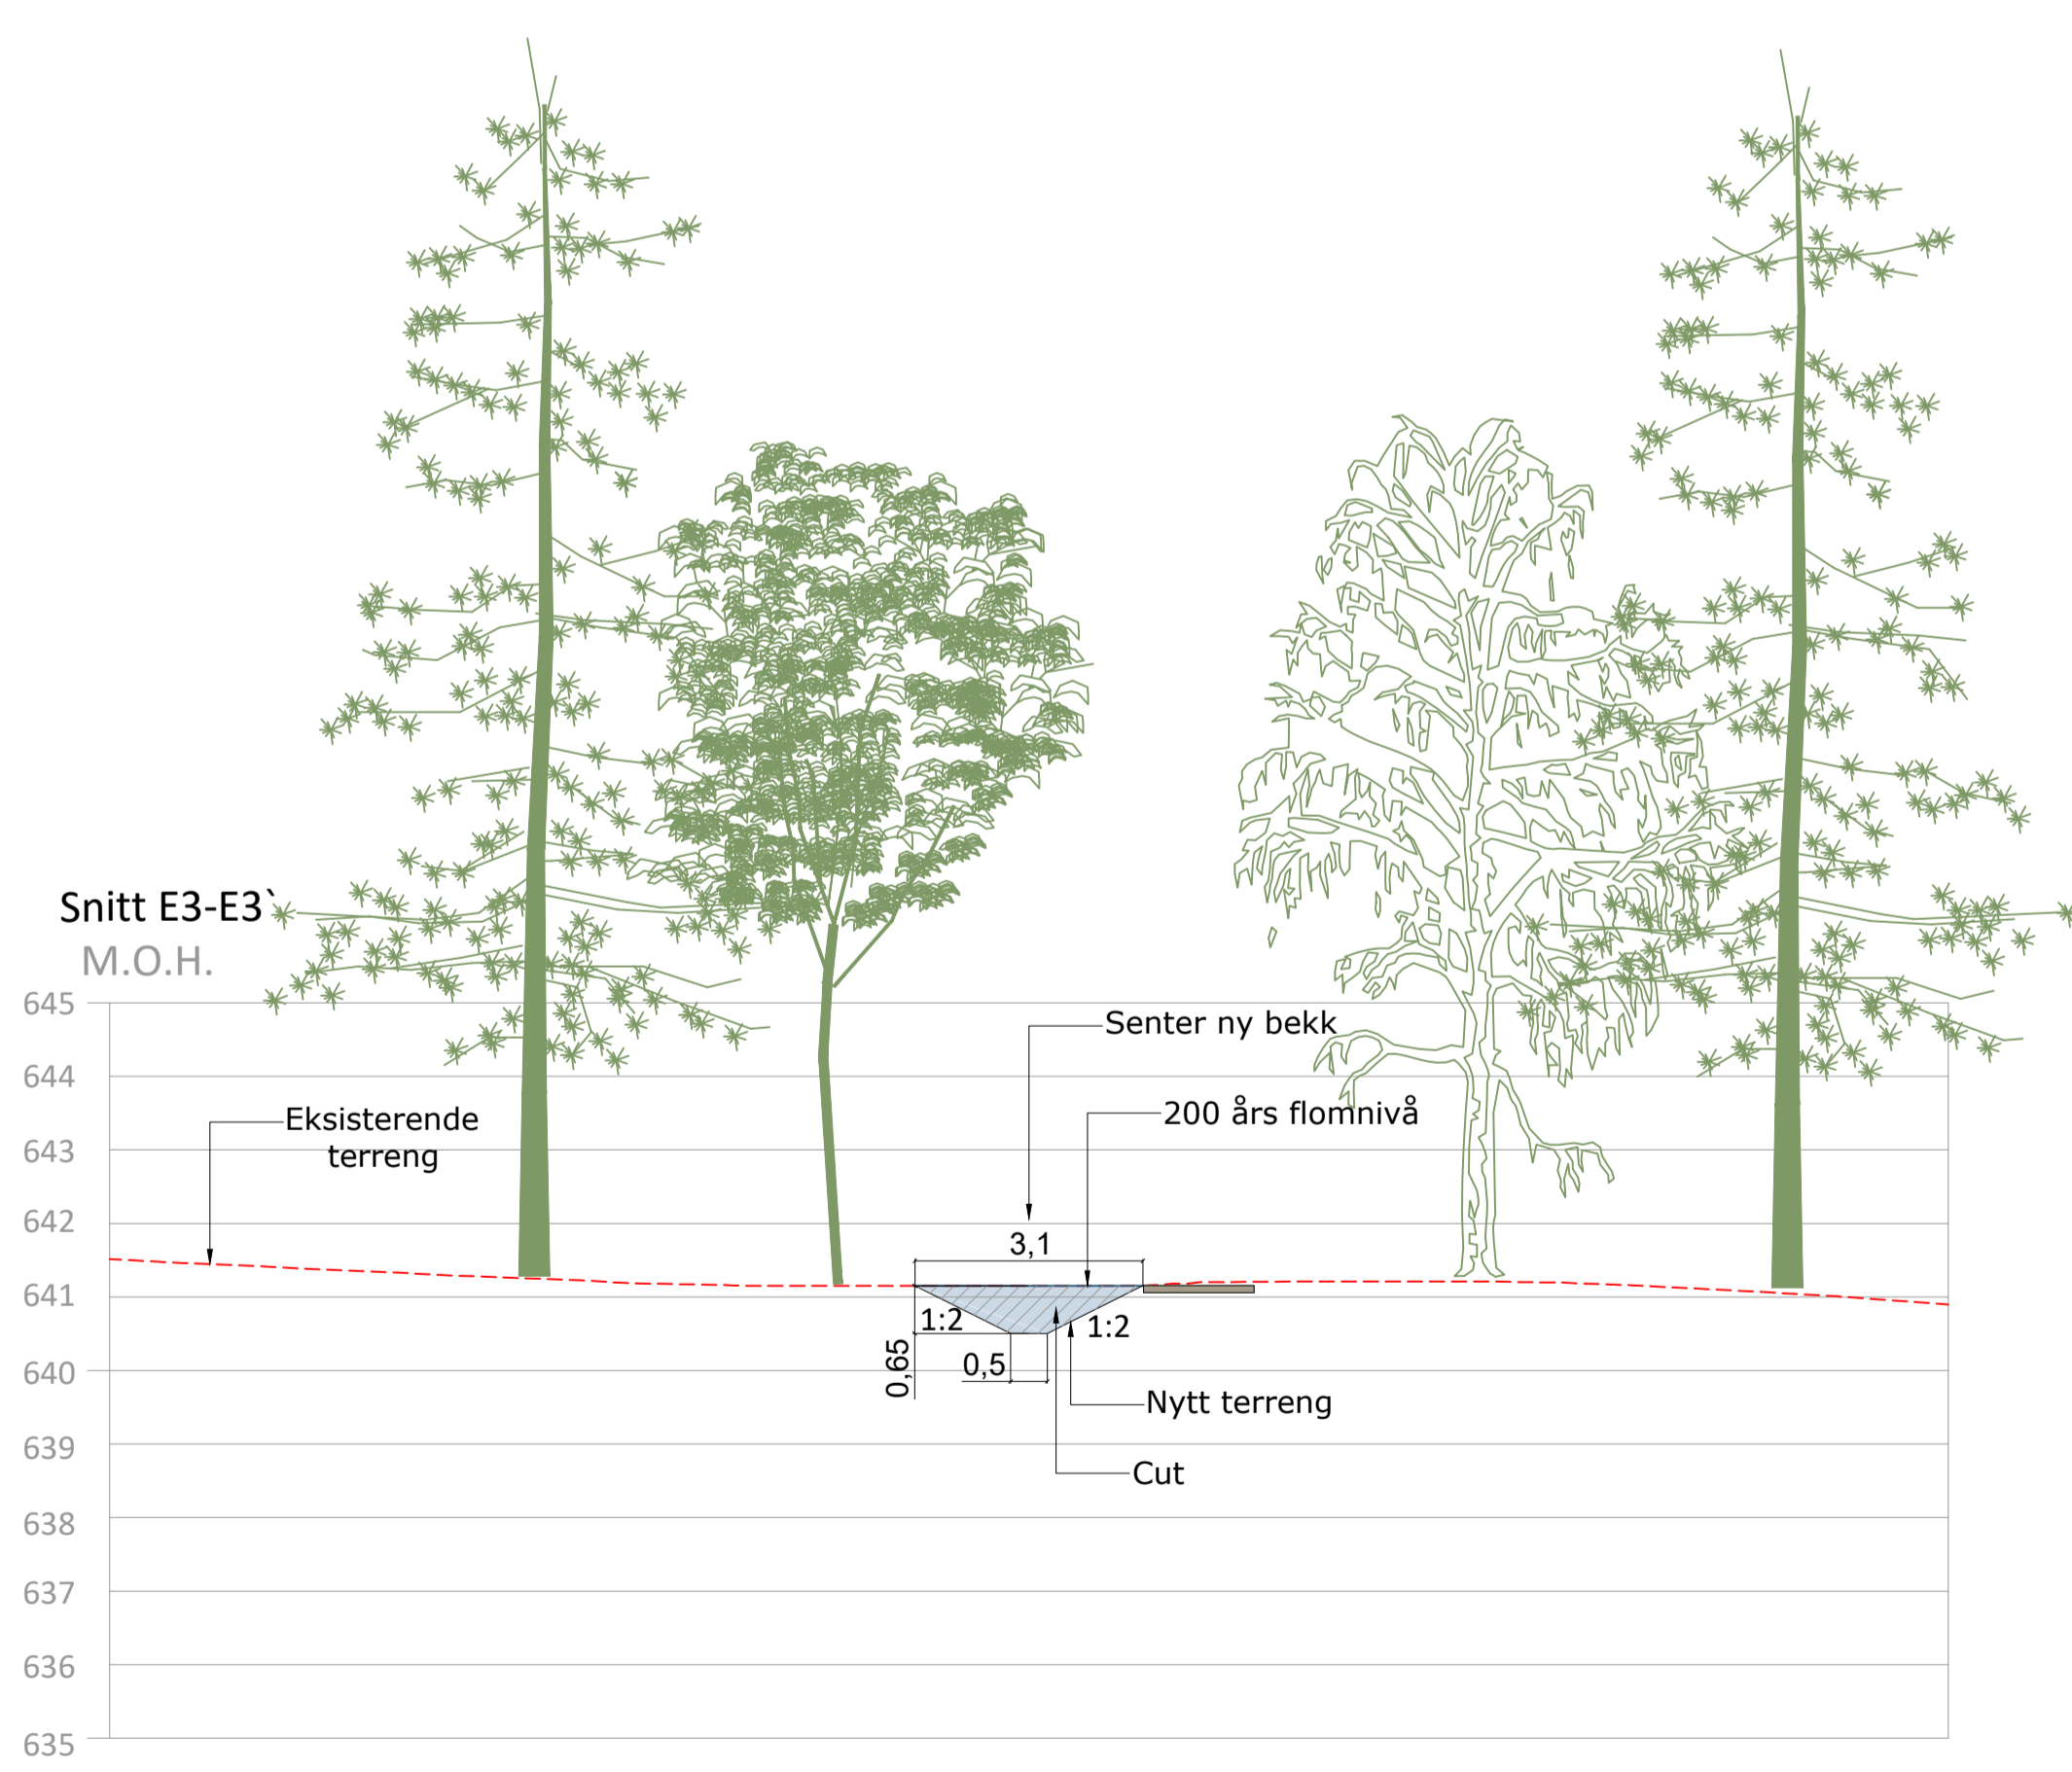 Snitt E3-E3`
M.O.H.
645
Senter ny bekk
644
Eksisterende
terreng
200 års flomnivå
643
642
3,1
641
1:2
1:2
0,65
0,5
640
Nytt terreng
639
Cut
638
637
636
635